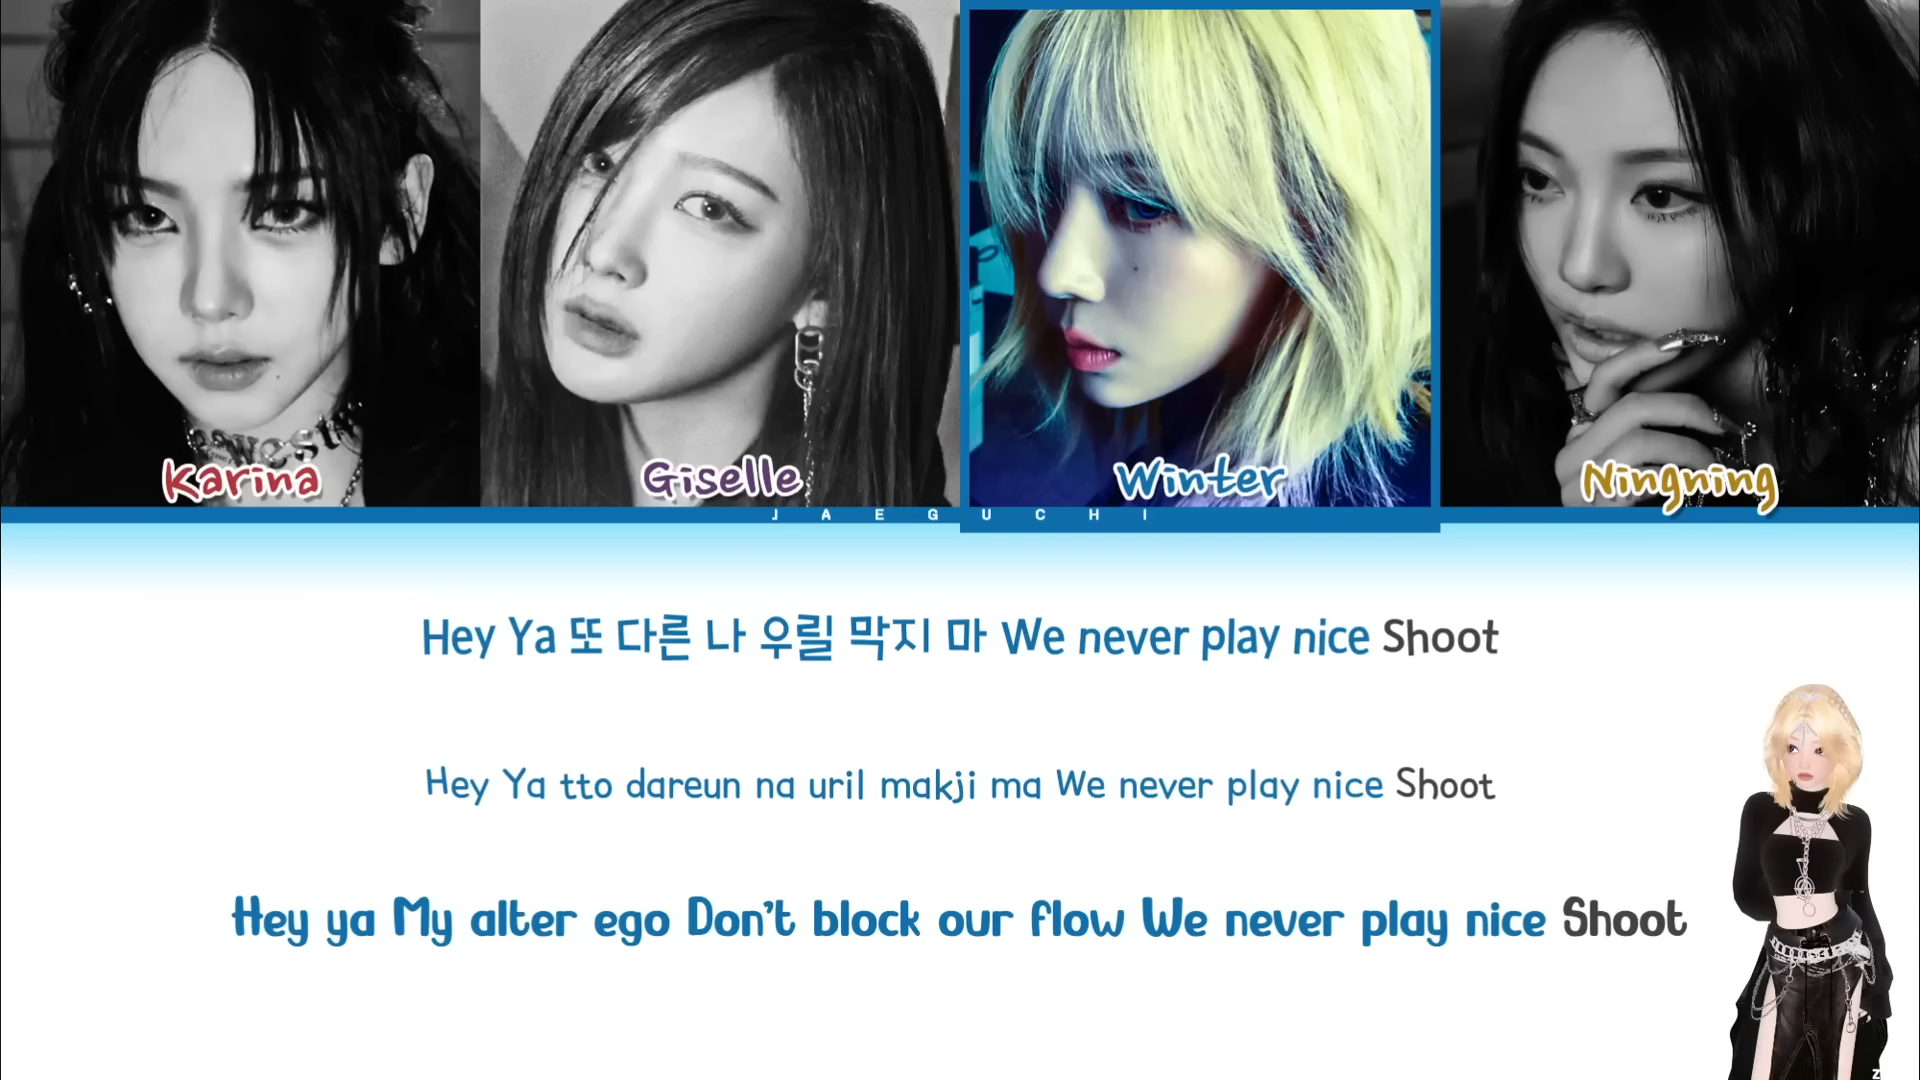 Karina
Giselle
Winter
Ningning
JAEGUCHI
Hey Ya 또 다른 나 우릴 막지 마 We never play nice Shoot
Hey Ya tto dareun na uril makji ma We never play nice Shoot
Hey ya My alter ego Don't block our flow We never play nice Shoot
Z